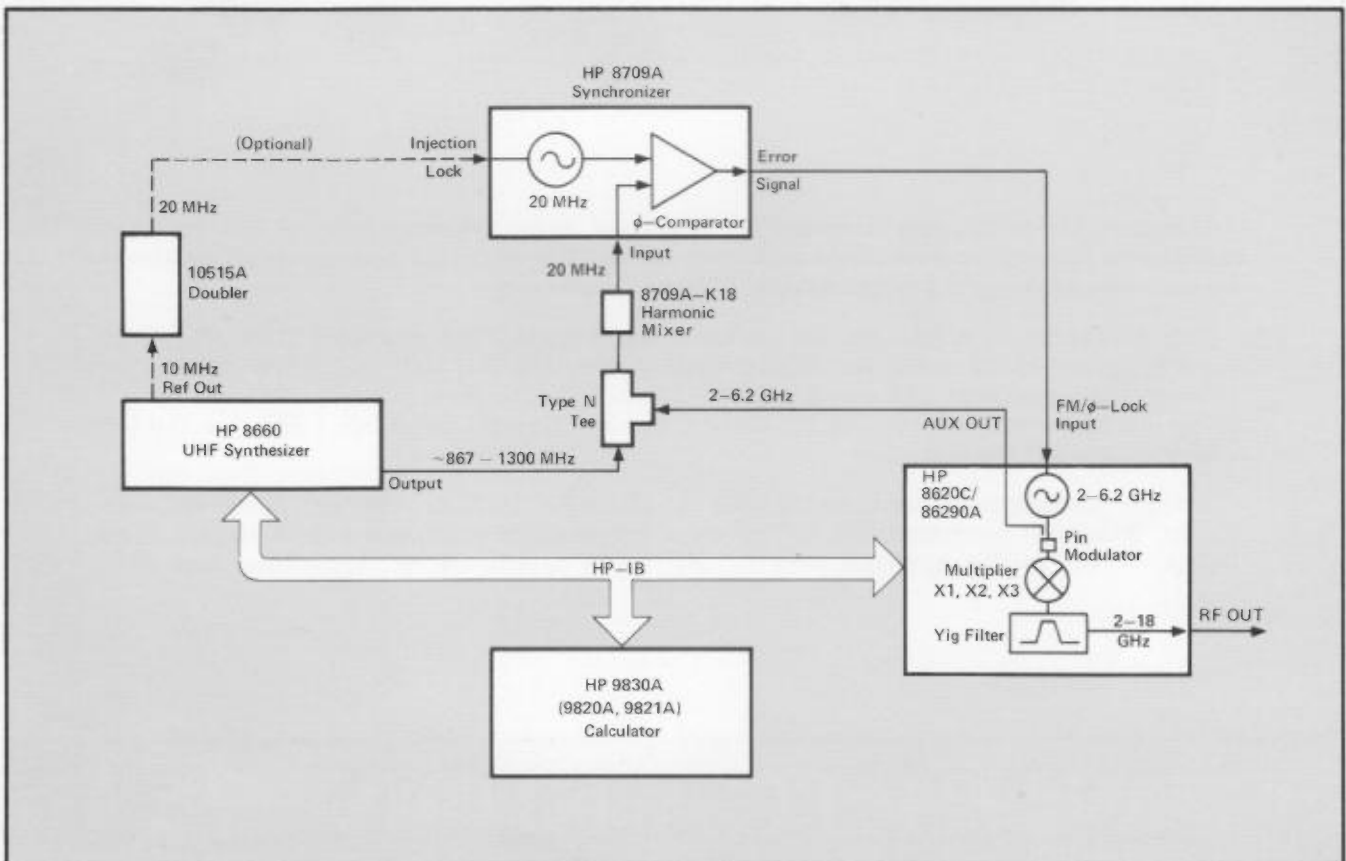 HP 8709A
Synchronizer
(Optional)
Injection
Lock
20 MHz
φ–Comparator
Error
Signal
Input
20 MHz
10515A
Doubler
20 MHz
8709A–K18
Harmonic
Mixer
10 MHz
Ref Out
Type N
Tee
2–6.2 GHz
AUX OUT
FM/φ–Lock
Input
HP 8660
UHF Synthesizer
~867 – 1300 MHz
Output
HP
8620C/
86290A
2–6.2 GHz
Pin
Modulator
Multiplier
X1, X2, X3
Yig Filter
2–18
GHz
RF OUT
HP–IB
HP 9830A
(9820A, 9821A)
Calculator